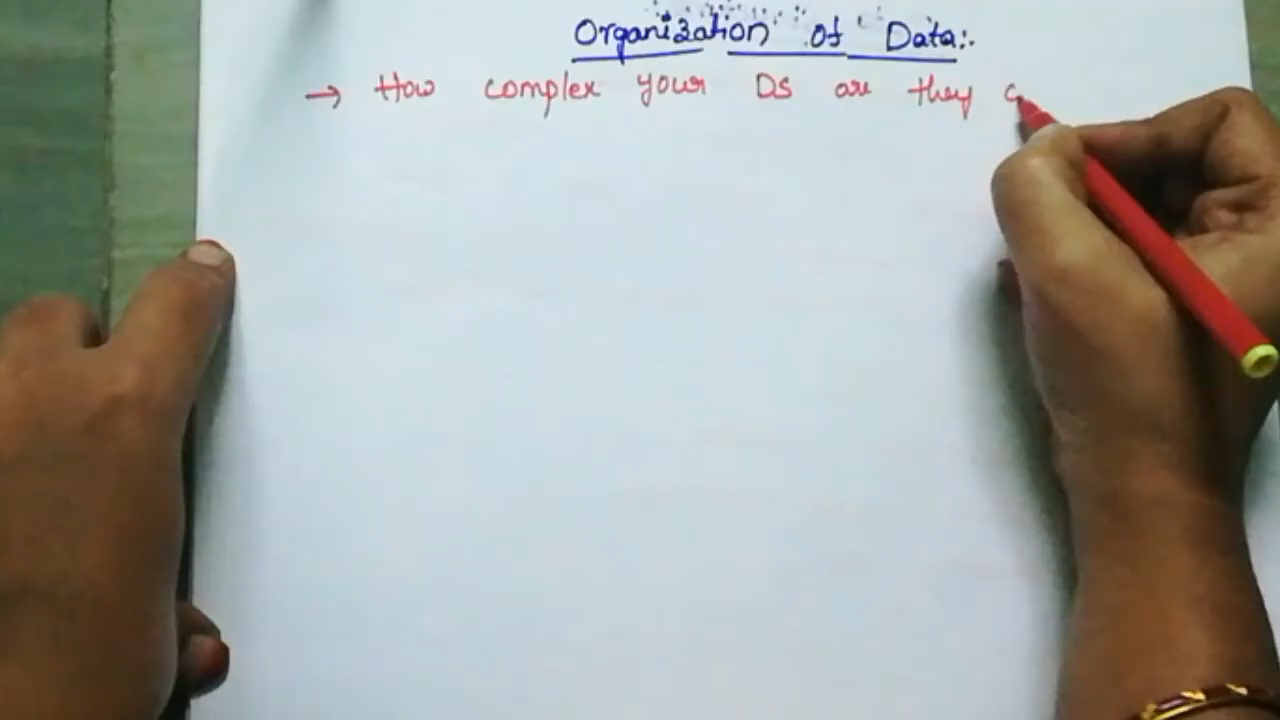 Organization of Data:-
→ How complex your DS are they